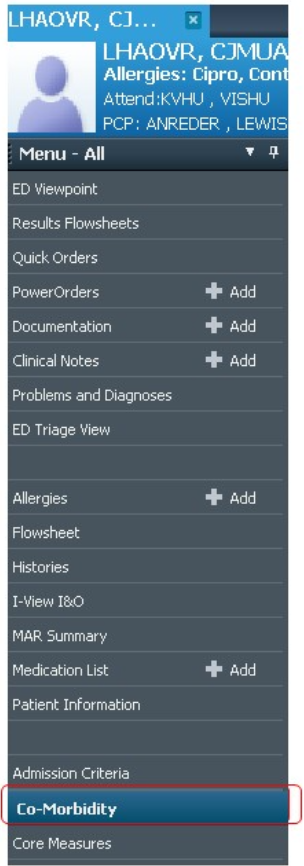 LHAOVR, CJ...
LHAOVR, CJMUA
Allergies: Cipro, Cont
Attend:KVHU , VISHU
PCP: ANREDER , LEWIS
Menu - All
ED Viewpoint
Results Flowsheets
Quick Orders
PowerOrders Add
Documentation Add
Clinical Notes Add
Problems and Diagnoses
ED Triage View
Allergies Add
Flowsheet
Histories
I-View I&O
MAR Summary
Medication List Add
Patient Information
Admission Criteria
Co-Morbidity
Core Measures